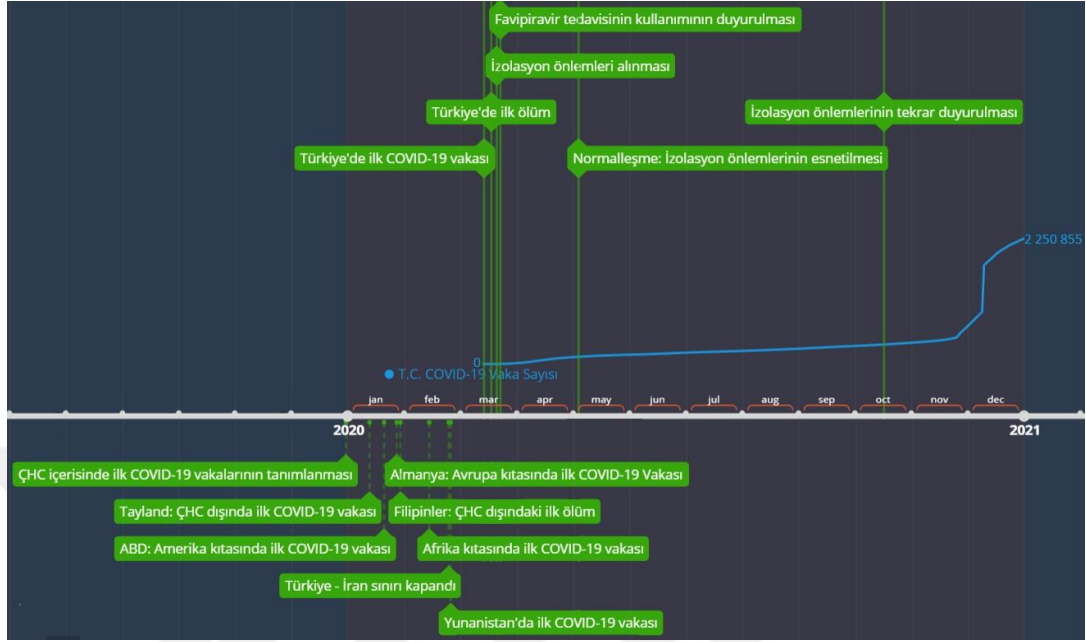 Favipiravir tedavisinin kullanımının duyurulması
İzolasyon önlemleri alınması
Türkiye'de ilk ölüm
İzolasyon önlemlerinin tekrar duyurulması
Türkiye'de ilk COVID-19 vakası
Normalleşme: İzolasyon önlemlerinin esnetilmesi
2 250 855
0
T.C. COVID-19 Vaka Sayısı
jan feb mar apr may jun jul aug sep oct nov dec
2020 2021
ÇHC içerisinde ilk COVID-19 vakalarının tanımlanması
Almanya: Avrupa kıtasında ilk COVID-19 Vakası
Tayland: ÇHC dışında ilk COVID-19 vakası
Filipinler: ÇHC dışındaki ilk ölüm
ABD: Amerika kıtasında ilk COVID-19 vakası
Afrika kıtasında ilk COVID-19 vakası
Türkiye - İran sınırı kapandı
Yunanistan'da ilk COVID-19 vakası